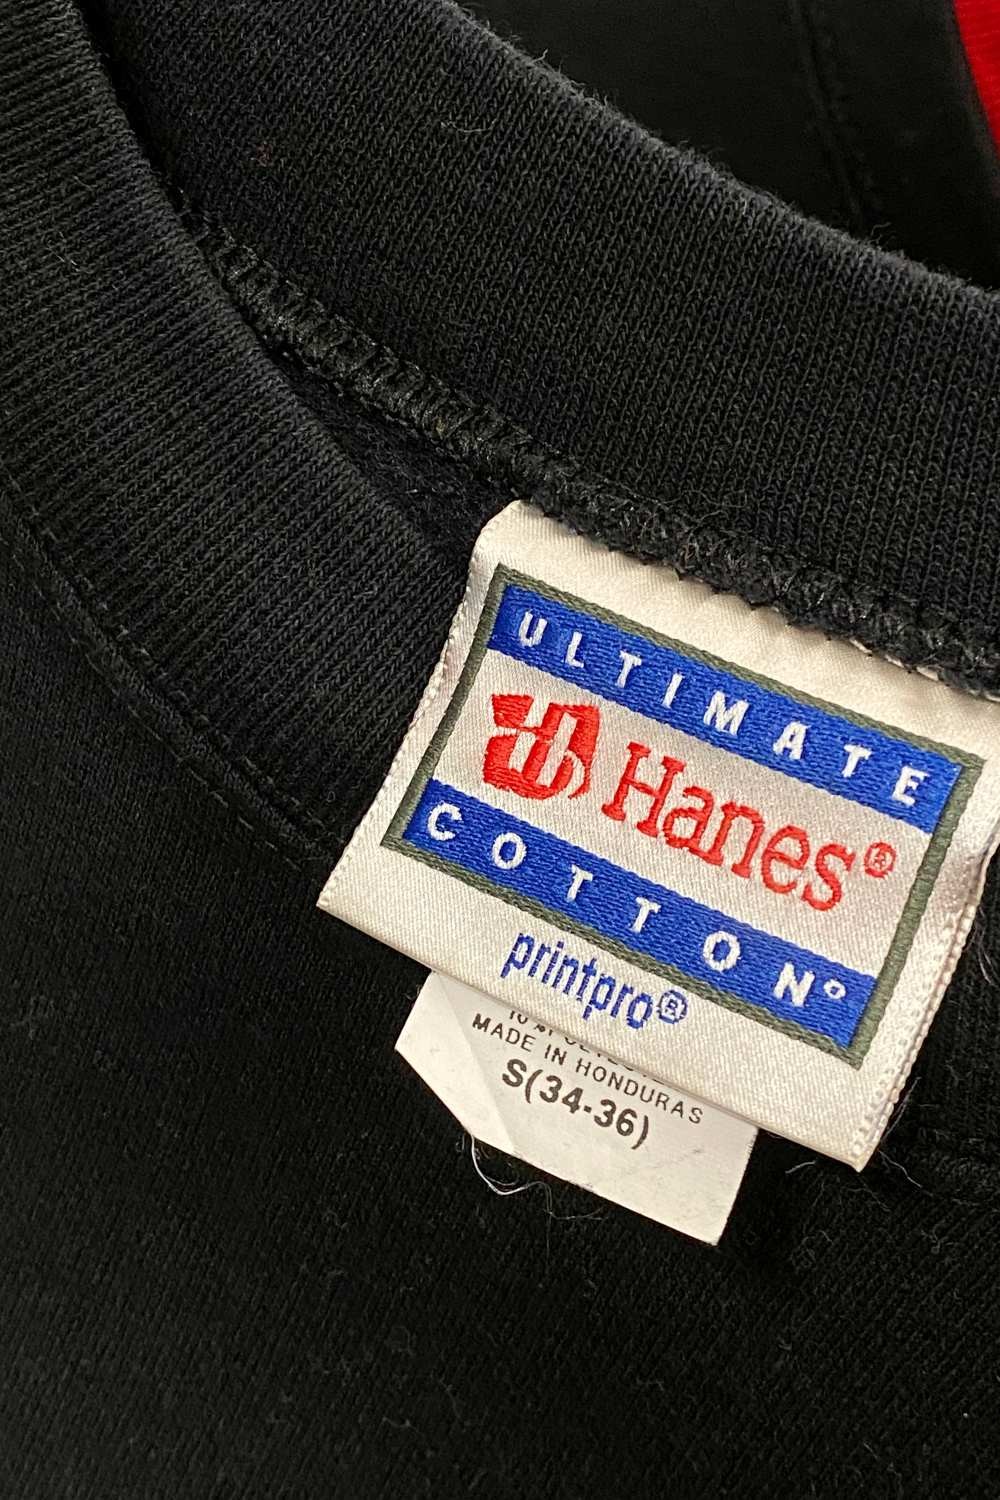 ULTIMATE
Hanes®
COTTON®
printpro®
MADE IN HONDURAS
S(34-36)